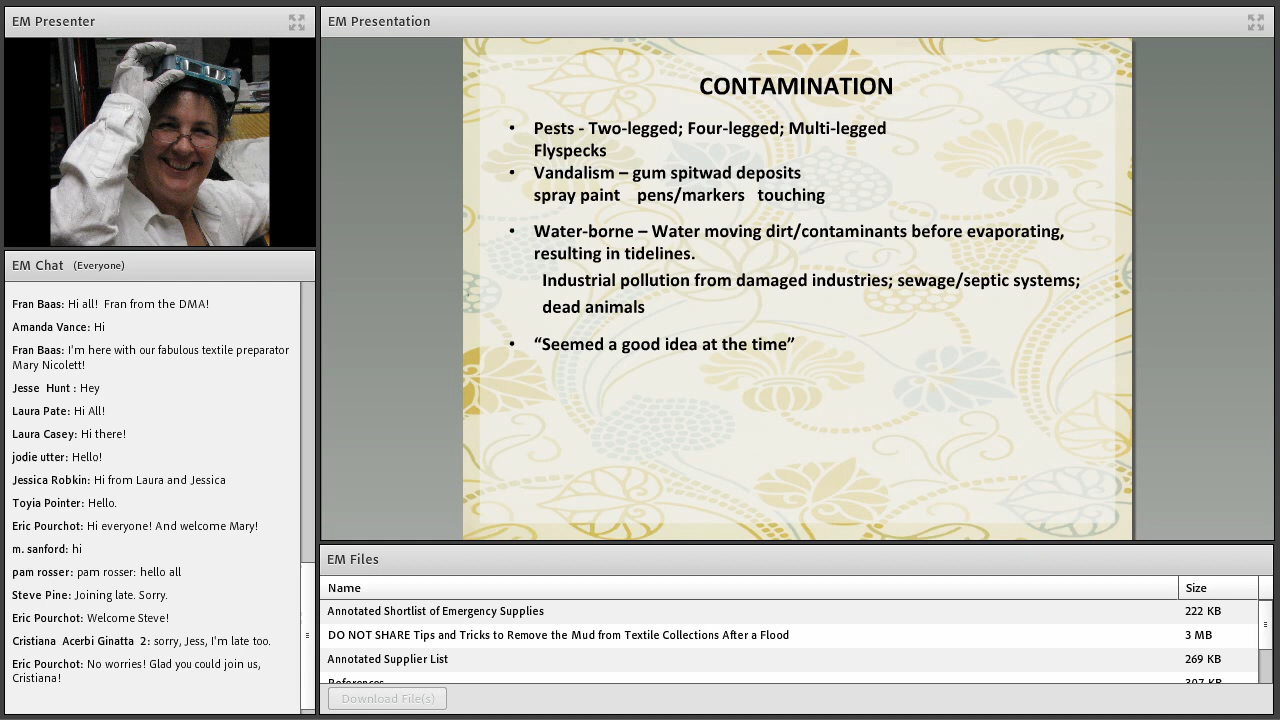 EM Presenter
EM Chat (Everyone)
Fran Baas: Hi all! Fran from the DMA!
Amanda Vance: Hi
Fran Baas: I'm here with our fabulous textile preparator
Mary Nicolett!
Jesse Hunt : Hey
Laura Pate: Hi All!
Laura Casey: Hi there!
jodie utter: Hello!
Jessica Robkin: Hi from Laura and Jessica
Toyia Pointer: Hello.
Eric Pourchot: Hi everyone! And welcome Mary!
m. sanford: hi
pam rosser: pam rosser: hello all
Steve Pine: Joining late. Sorry.
Eric Pourchot: Welcome Steve!
Cristiana Acerbi Ginatta 2: sorry, Jess, I'm late too.
Eric Pourchot: No worries! Glad you could join us,
Cristiana!
EM Presentation
CONTAMINATION
• Pests - Two-legged; Four-legged; Multi-legged
Flyspecks
• Vandalism – gum spitwad deposits
spray paint pens/markers touching
• Water-borne – Water moving dirt/contaminants before evaporating,
resulting in tidelines.
Industrial pollution from damaged industries; sewage/septic systems;
dead animals
• “Seemed a good idea at the time”
EM Files
Name Size
Annotated Shortlist of Emergency Supplies 222 KB
DO NOT SHARE Tips and Tricks to Remove the Mud from Textile Collections After a Flood 3 MB
Annotated Supplier List 269 KB
References 307 KB
Download File(s)